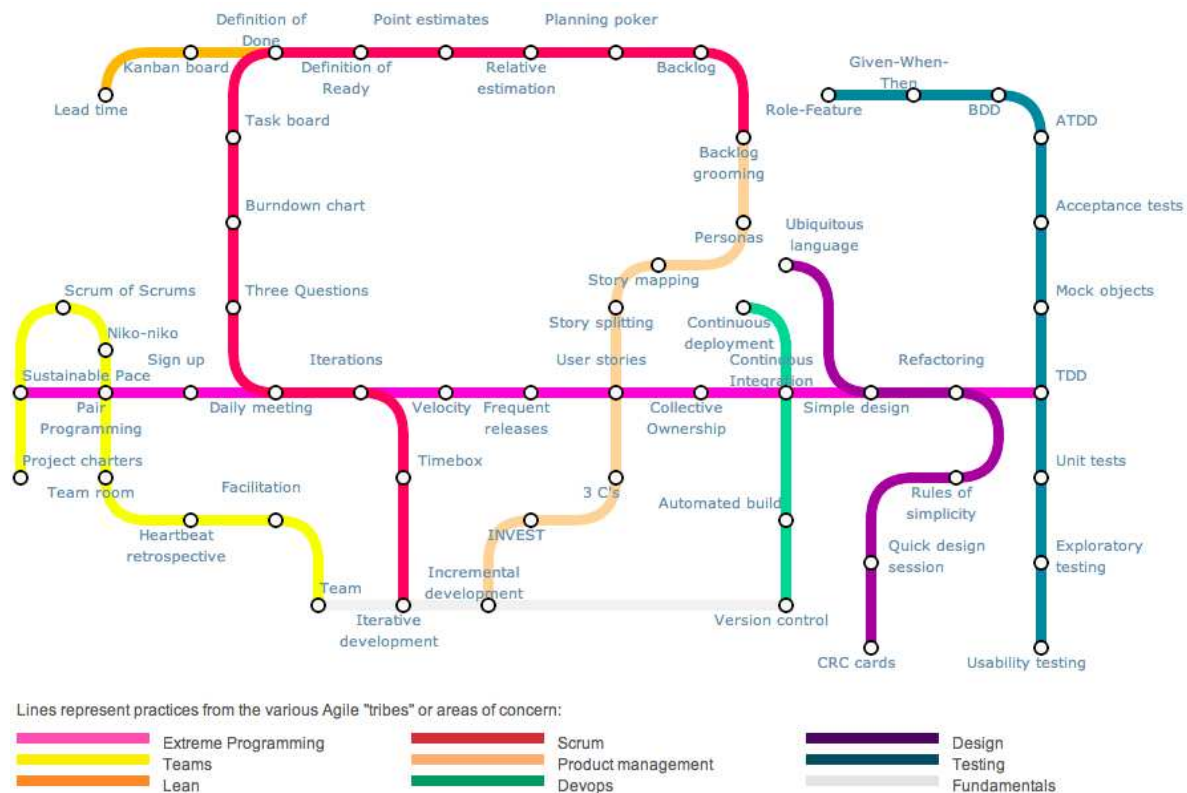 Definition of
Done
Point estimates
Planning poker
Kanban board
Definition of
Ready
Relative
estimation
Backlog
Given-When-
Then
Lead time
Role-Feature
BDD
Task board
ATDD
Backlog
grooming
Burndown chart
Acceptance tests
Personas
Ubiquitous
language
Story mapping
Scrum of Scrums
Three Questions
Mock objects
Story splitting
Continuous
deployment
Niko-niko
Sign up
Iterations
User stories
Continuous
Integration
Refactoring
Sustainable Pace
TDD
Pair
Programming
Daily meeting
Velocity
Frequent
releases
Collective
Ownership
Simple design
Project charters
Team room
Timebox
Unit tests
Facilitation
3 C's
Automated build
Rules of
simplicity
Heartbeat
retrospective
INVEST
Quick design
session
Exploratory
testing
Team
Incremental
development
Iterative
development
Version control
CRC cards
Usability testing
Lines represent practices from the various Agile "tribes" or areas of concern:
Extreme Programming
Scrum
Design
Teams
Product management
Testing
Lean
Devops
Fundamentals